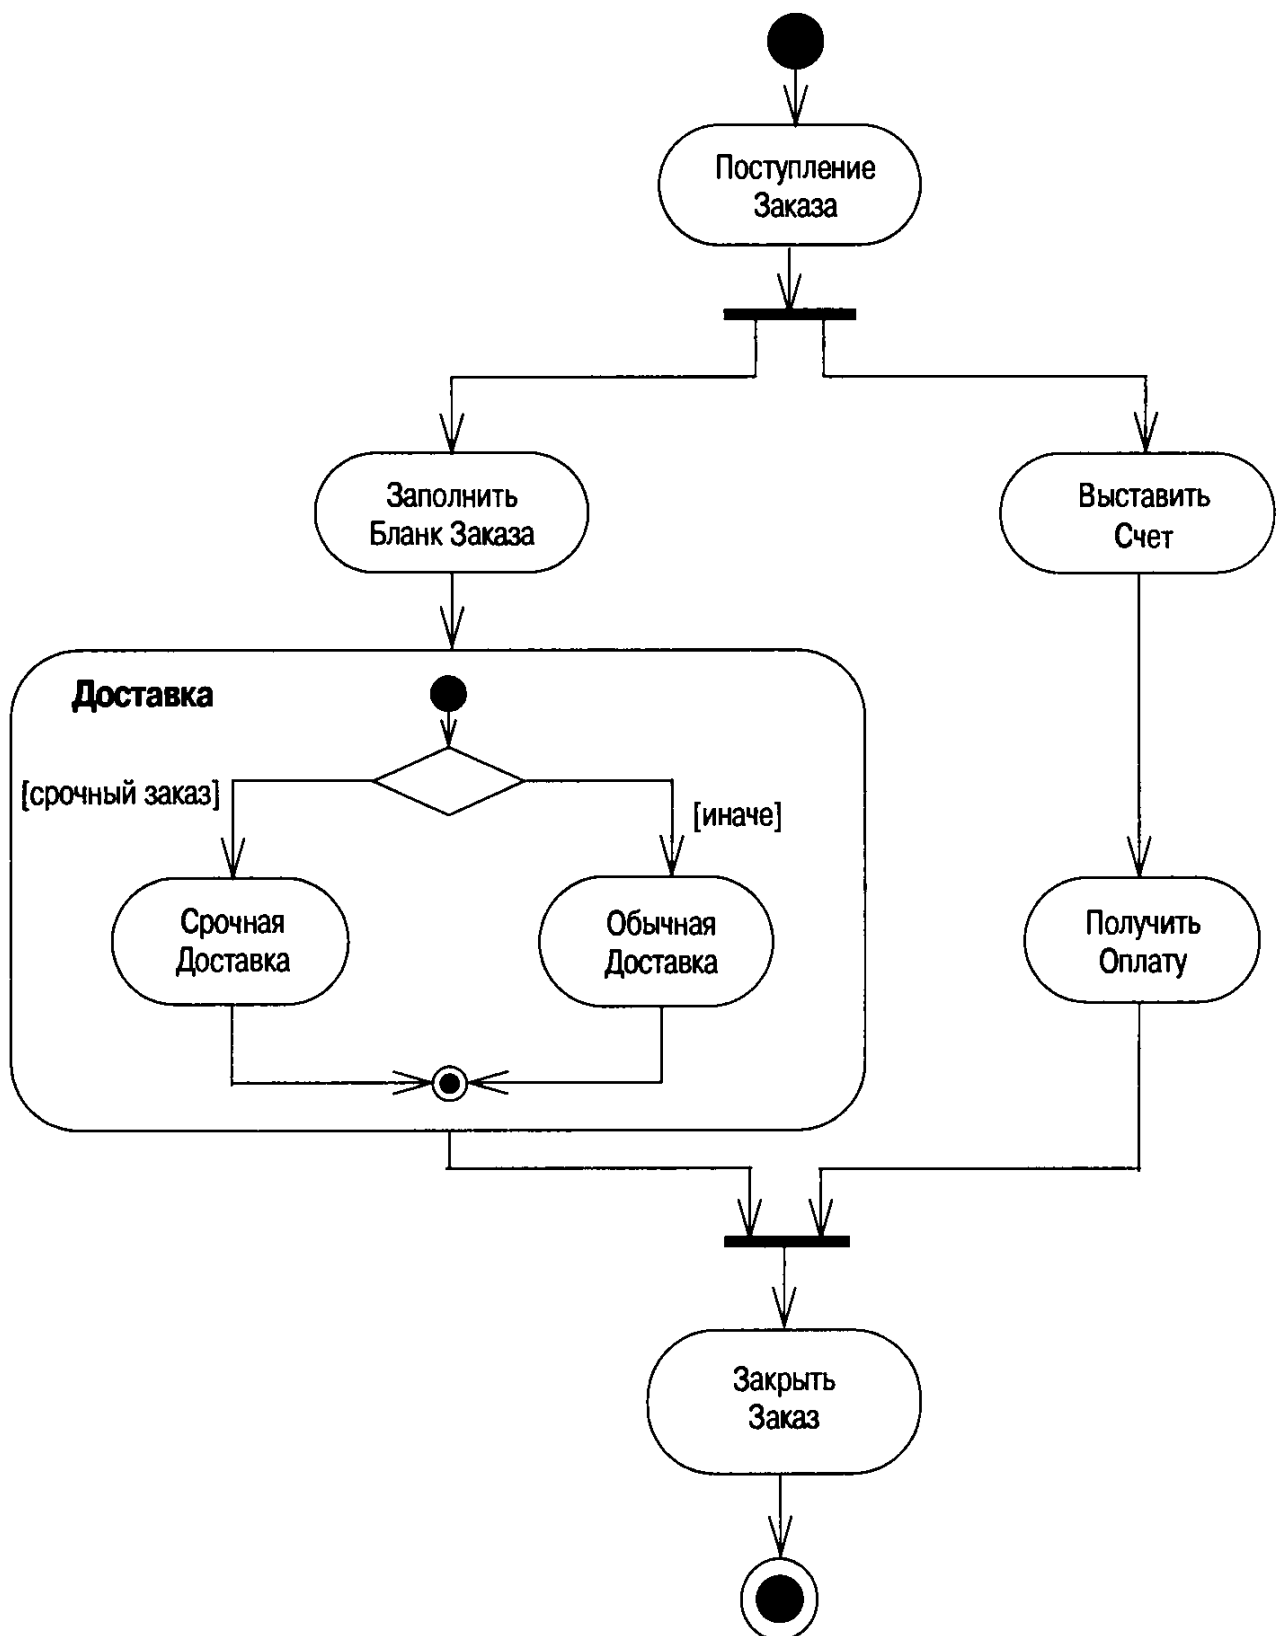 Поступление
Заказа
Заполнить
Бланк Заказа
Выставить
Счет
Доставка
[срочный заказ]
[иначе]
Срочная
Доставка
Обычная
Доставка
Получить
Оплату
Закрыть
Заказ